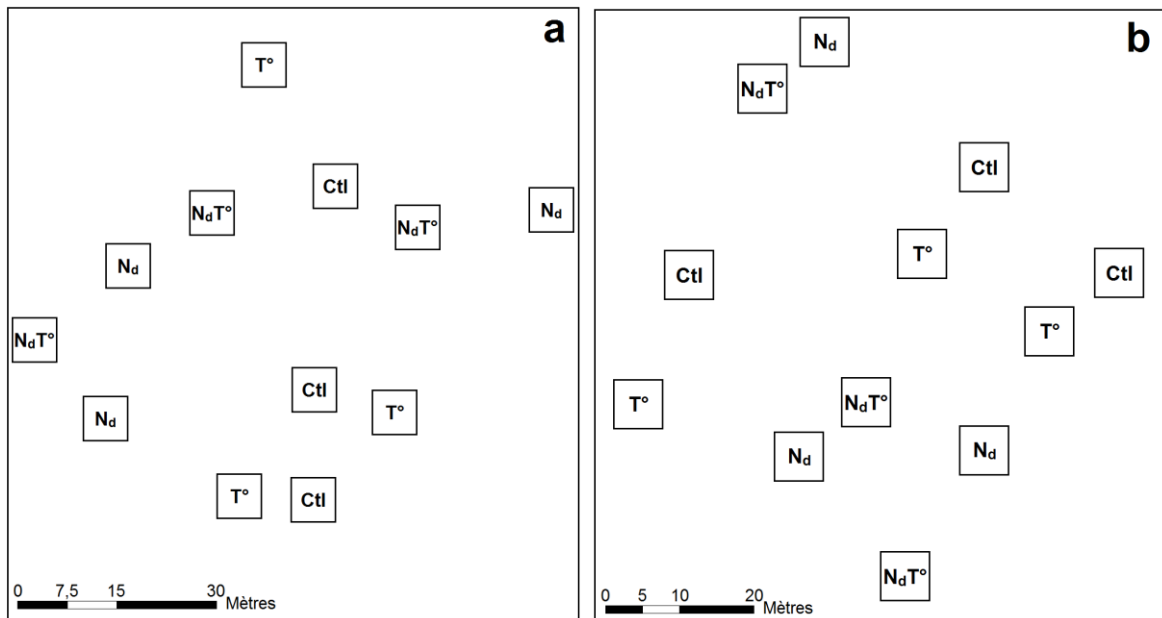 a
T°
Ctl
NdT°
NdT°
Nd
Nd
NdT°
Ctl
Nd
T°
T°
Ctl
0 7,5 15 30 Mètres
b
Nd
NdT°
Ctl
T°
Ctl
Ctl
T°
T°
NdT°
Nd
Nd
NdT°
0 5 10 20 Mètres